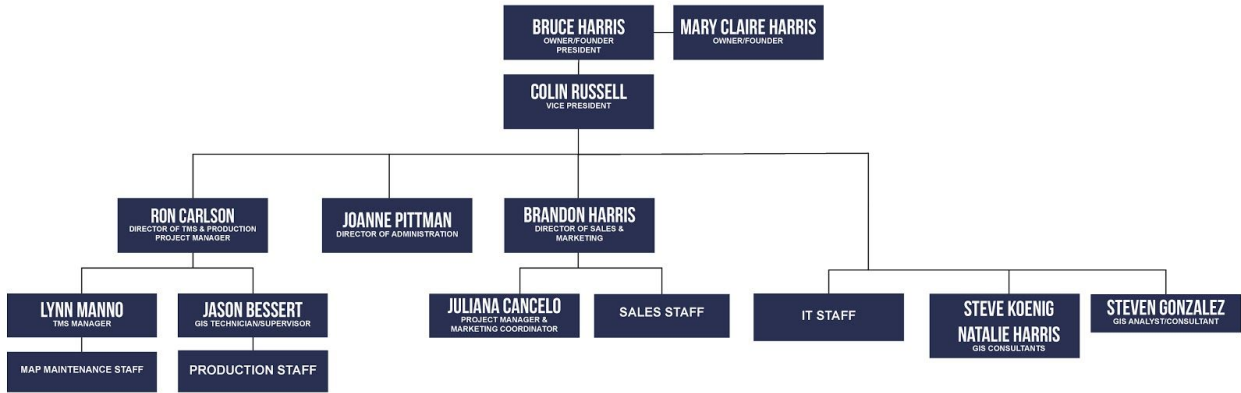 BRUCE HARRIS
OWNER/FOUNDER
PRESIDENT
MARY CLAIRE HARRIS
OWNER/FOUNDER
COLIN RUSSELL
VICE PRESIDENT
RON CARLSON
DIRECTOR OF TMS & PRODUCTION
PROJECT MANAGER
JOANNE PITTMAN
DIRECTOR OF ADMINISTRATION
BRANDON HARRIS
DIRECTOR OF SALES &
MARKETING
LYNN MANNO
TMS MANAGER
JASON BESSERT
GIS TECHNICIAN/SUPERVISOR
JULIANA CANCELO
PROJECT MANAGER &
MARKETING COORDINATOR
SALES STAFF
IT STAFF
STEVE KOENIG
NATALIE HARRIS
GIS CONSULTANTS
STEVEN GONZALEZ
GIS ANALYST/CONSULTANT
MAP MAINTENANCE STAFF
PRODUCTION STAFF